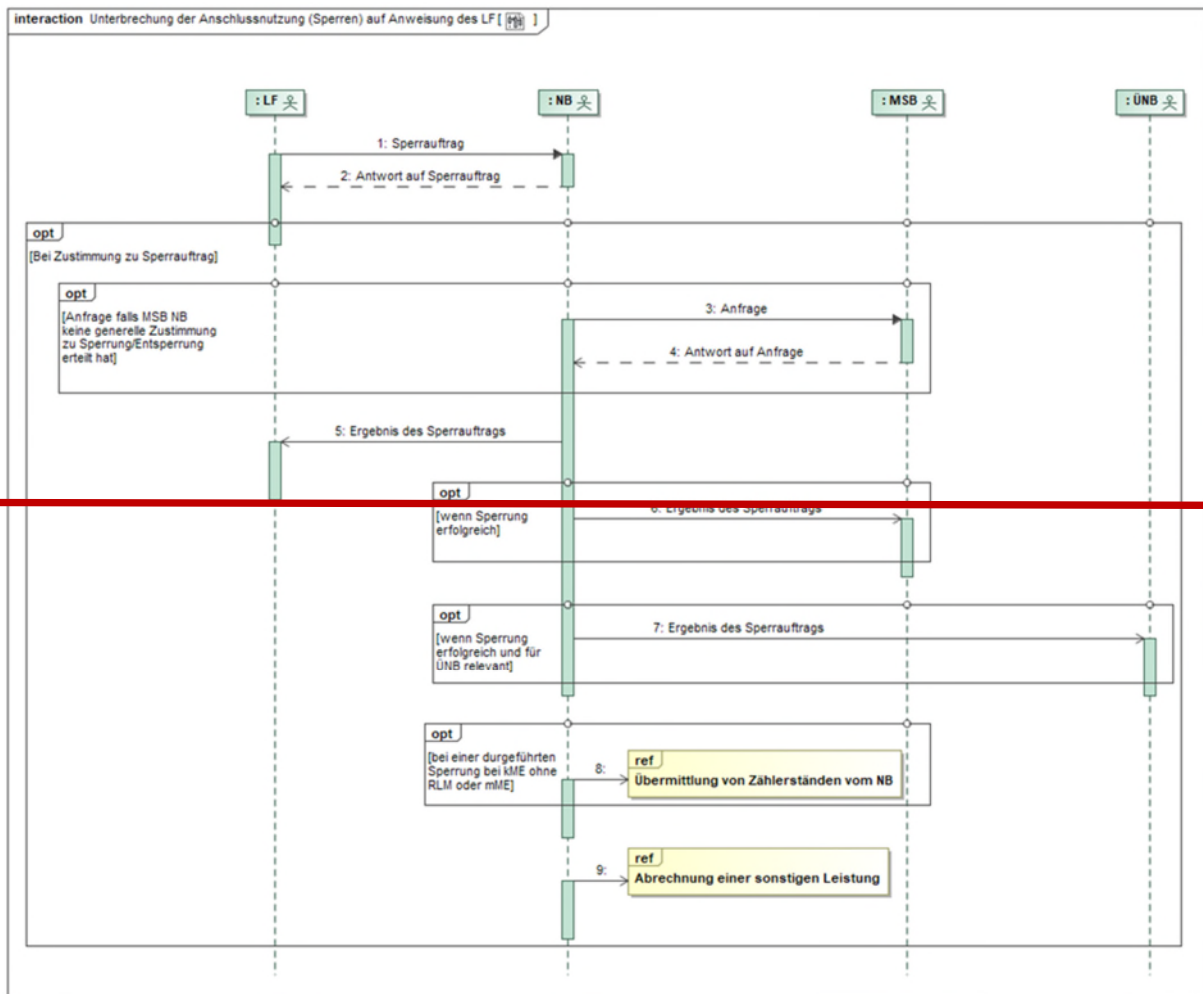 interaction Unterbrechung der Anschlussnutzung (Sperren) auf Anweisung des LF [ ]
: LF
: NB
: MSB
: ÜNB
1: Sperrauftrag
2: Antwort auf Sperrauftrag
opt
[Bei Zustimmung zu Sperrauftrag]
opt
[Anfrage falls MSB NB
keine generelle Zustimmung
zu Sperrung/Entsperrung
erteilt hat]
3: Anfrage
4: Antwort auf Anfrage
5: Ergebnis des Sperrauftrags
opt
[wenn Sperrung
erfolgreich]
6: Ergebnis des Sperrauftrags
opt
[wenn Sperrung
erfolgreich und für
ÜNB relevant]
7: Ergebnis des Sperrauftrags
opt
[bei einer durgeführten
Sperrung bei kME ohne
RLM oder mME]
8:
ref
Übermittlung von Zählerständen vom NB
9:
ref
Abrechnung einer sonstigen Leistung